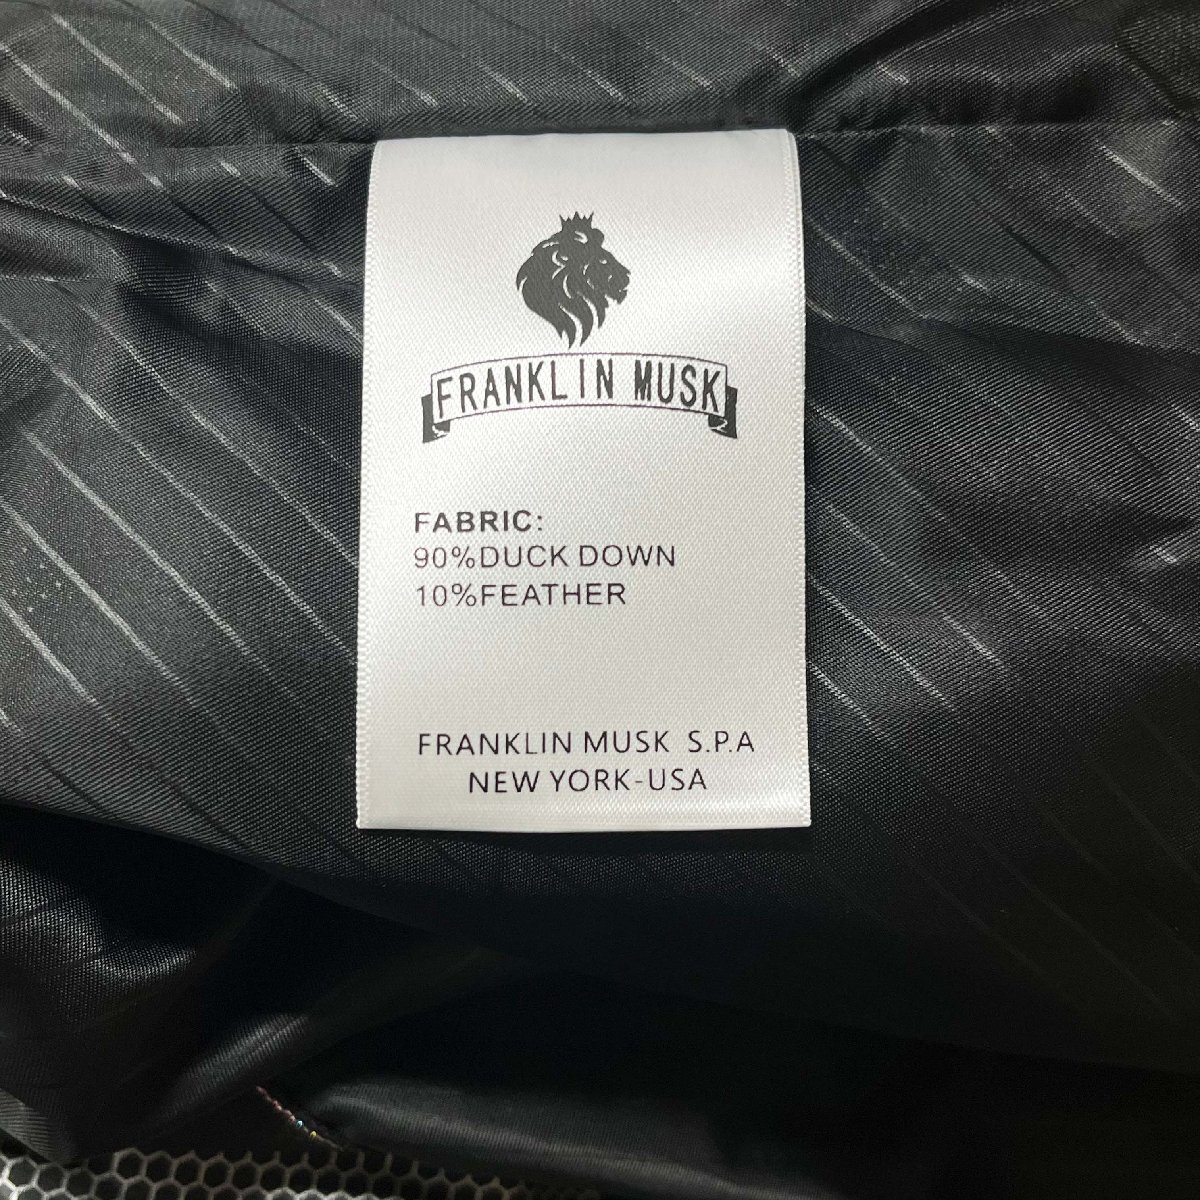 FRANKLIN MUSK
FABRIC:
90%DUCK DOWN
10%FEATHER
FRANKLIN MUSK S.P.A
NEW YORK-USA